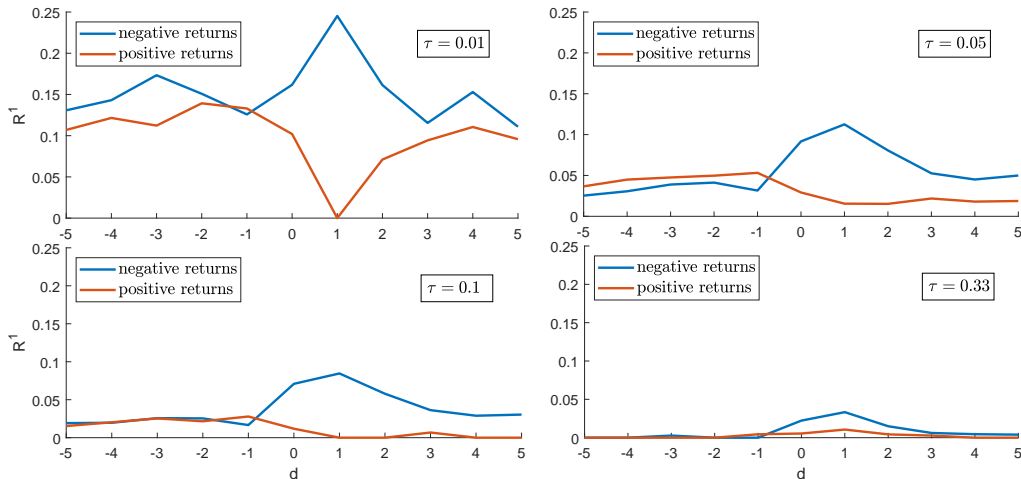 0.25
0.2
0.15
0.1
0.05
0
R¹
negative returns
positive returns
τ = 0.01
-5 -4 -3 -2 -1 0 1 2 3 4 5
0.25
0.2
0.15
0.1
0.05
0
negative returns
positive returns
τ = 0.05
-5 -4 -3 -2 -1 0 1 2 3 4 5
0.25
0.2
0.15
0.1
0.05
0
R¹
negative returns
positive returns
τ = 0.1
-5 -4 -3 -2 -1 0 1 2 3 4 5
d
0.25
0.2
0.15
0.1
0.05
0
negative returns
positive returns
τ = 0.33
-5 -4 -3 -2 -1 0 1 2 3 4 5
d